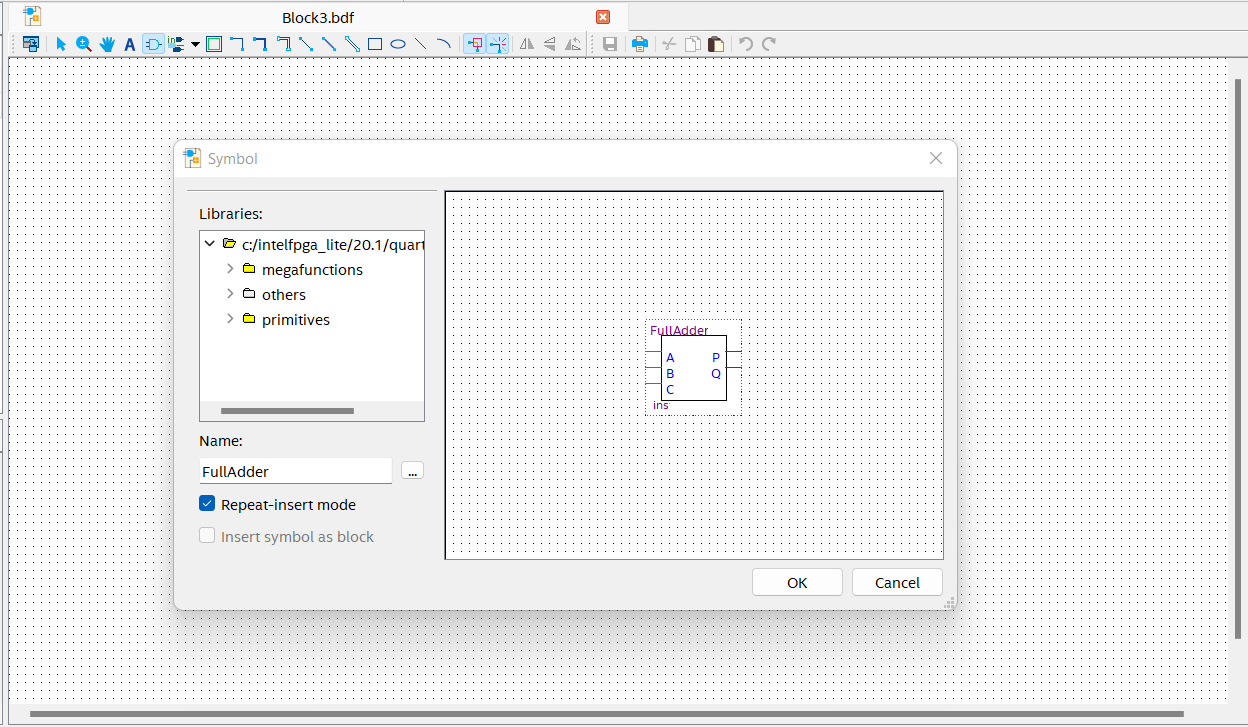 Block3.bdf
A
Symbol
Libraries:
c:/intelfpga_lite/20.1/quart
megafunctions
others
primitives
Name:
FullAdder
...
Repeat-insert mode
Insert symbol as block
FullAdder
A P
B Q
C
ins
OK
Cancel